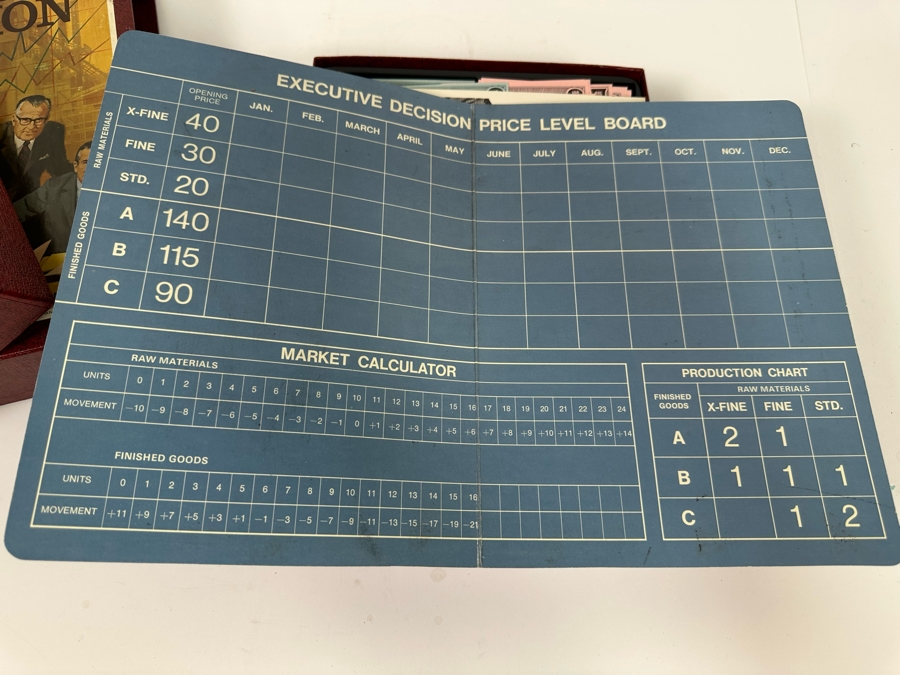 ON
EXECUTIVE DECISION PRICE LEVEL BOARD
OPENING PRICE JAN. FEB. MARCH APRIL MAY JUNE JULY AUG. SEPT. OCT. NOV. DEC.
RAW MATERIALS
X-FINE 40
FINE 30
STD. 20
FINISHED GOODS
A 140
B 115
C 90
MARKET CALCULATOR
RAW MATERIALS
UNITS 0 1 2 3 4 5 6 7 8 9 10 11 12 13 14 15 16 17 18 19 20 21 22 23 24
MOVEMENT −10 −9 −8 −7 −6 −5 −4 −3 −2 −1 0 +1 +2 +3 +4 +5 +6 +7 +8 +9 +10 +11 +12 +13 +14
FINISHED GOODS
UNITS 0 1 2 3 4 5 6 7 8 9 10 11 12 13 14 15 16
MOVEMENT +11 +9 +7 +5 +3 +1 −1 −3 −5 −7 −9 −11 −13 −15 −17 −19 −21
PRODUCTION CHART
FINISHED GOODS RAW MATERIALS
X-FINE FINE STD.
A 2 1
B 1 1 1
C 1 2